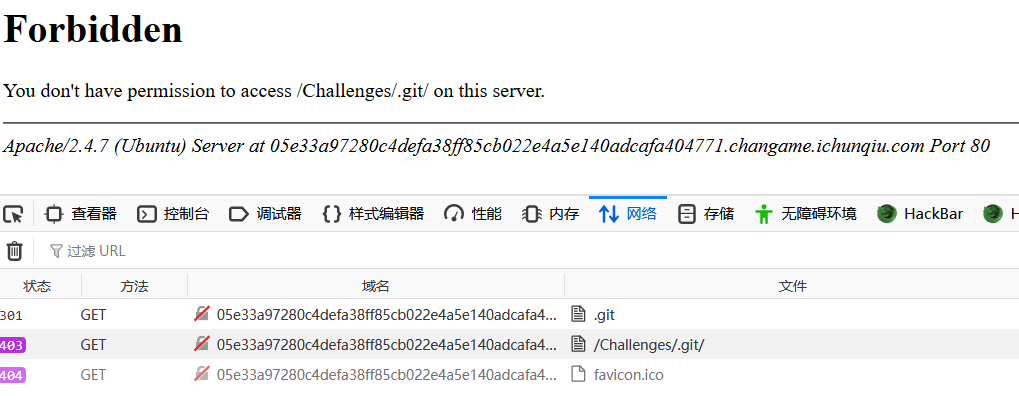 Forbidden
You don't have permission to access /Challenges/.git/ on this server.
Apache/2.4.7 (Ubuntu) Server at 05e33a97280c4defa38ff85cb022e4a5e140adcafa404771.changame.ichunqiu.com Port 80
查看器 控制台 调试器 样式编辑器 性能 内存 网络 存储 无障碍环境 HackBar H
过滤 URL
状态 方法 域名 文件
301 GET 05e33a97280c4defa38ff85cb022e4a5e140adcafa4... .git
403 GET 05e33a97280c4defa38ff85cb022e4a5e140adcafa4... /Challenges/.git/
404 GET 05e33a97280c4defa38ff85cb022e4a5e140adcafa4... favicon.ico